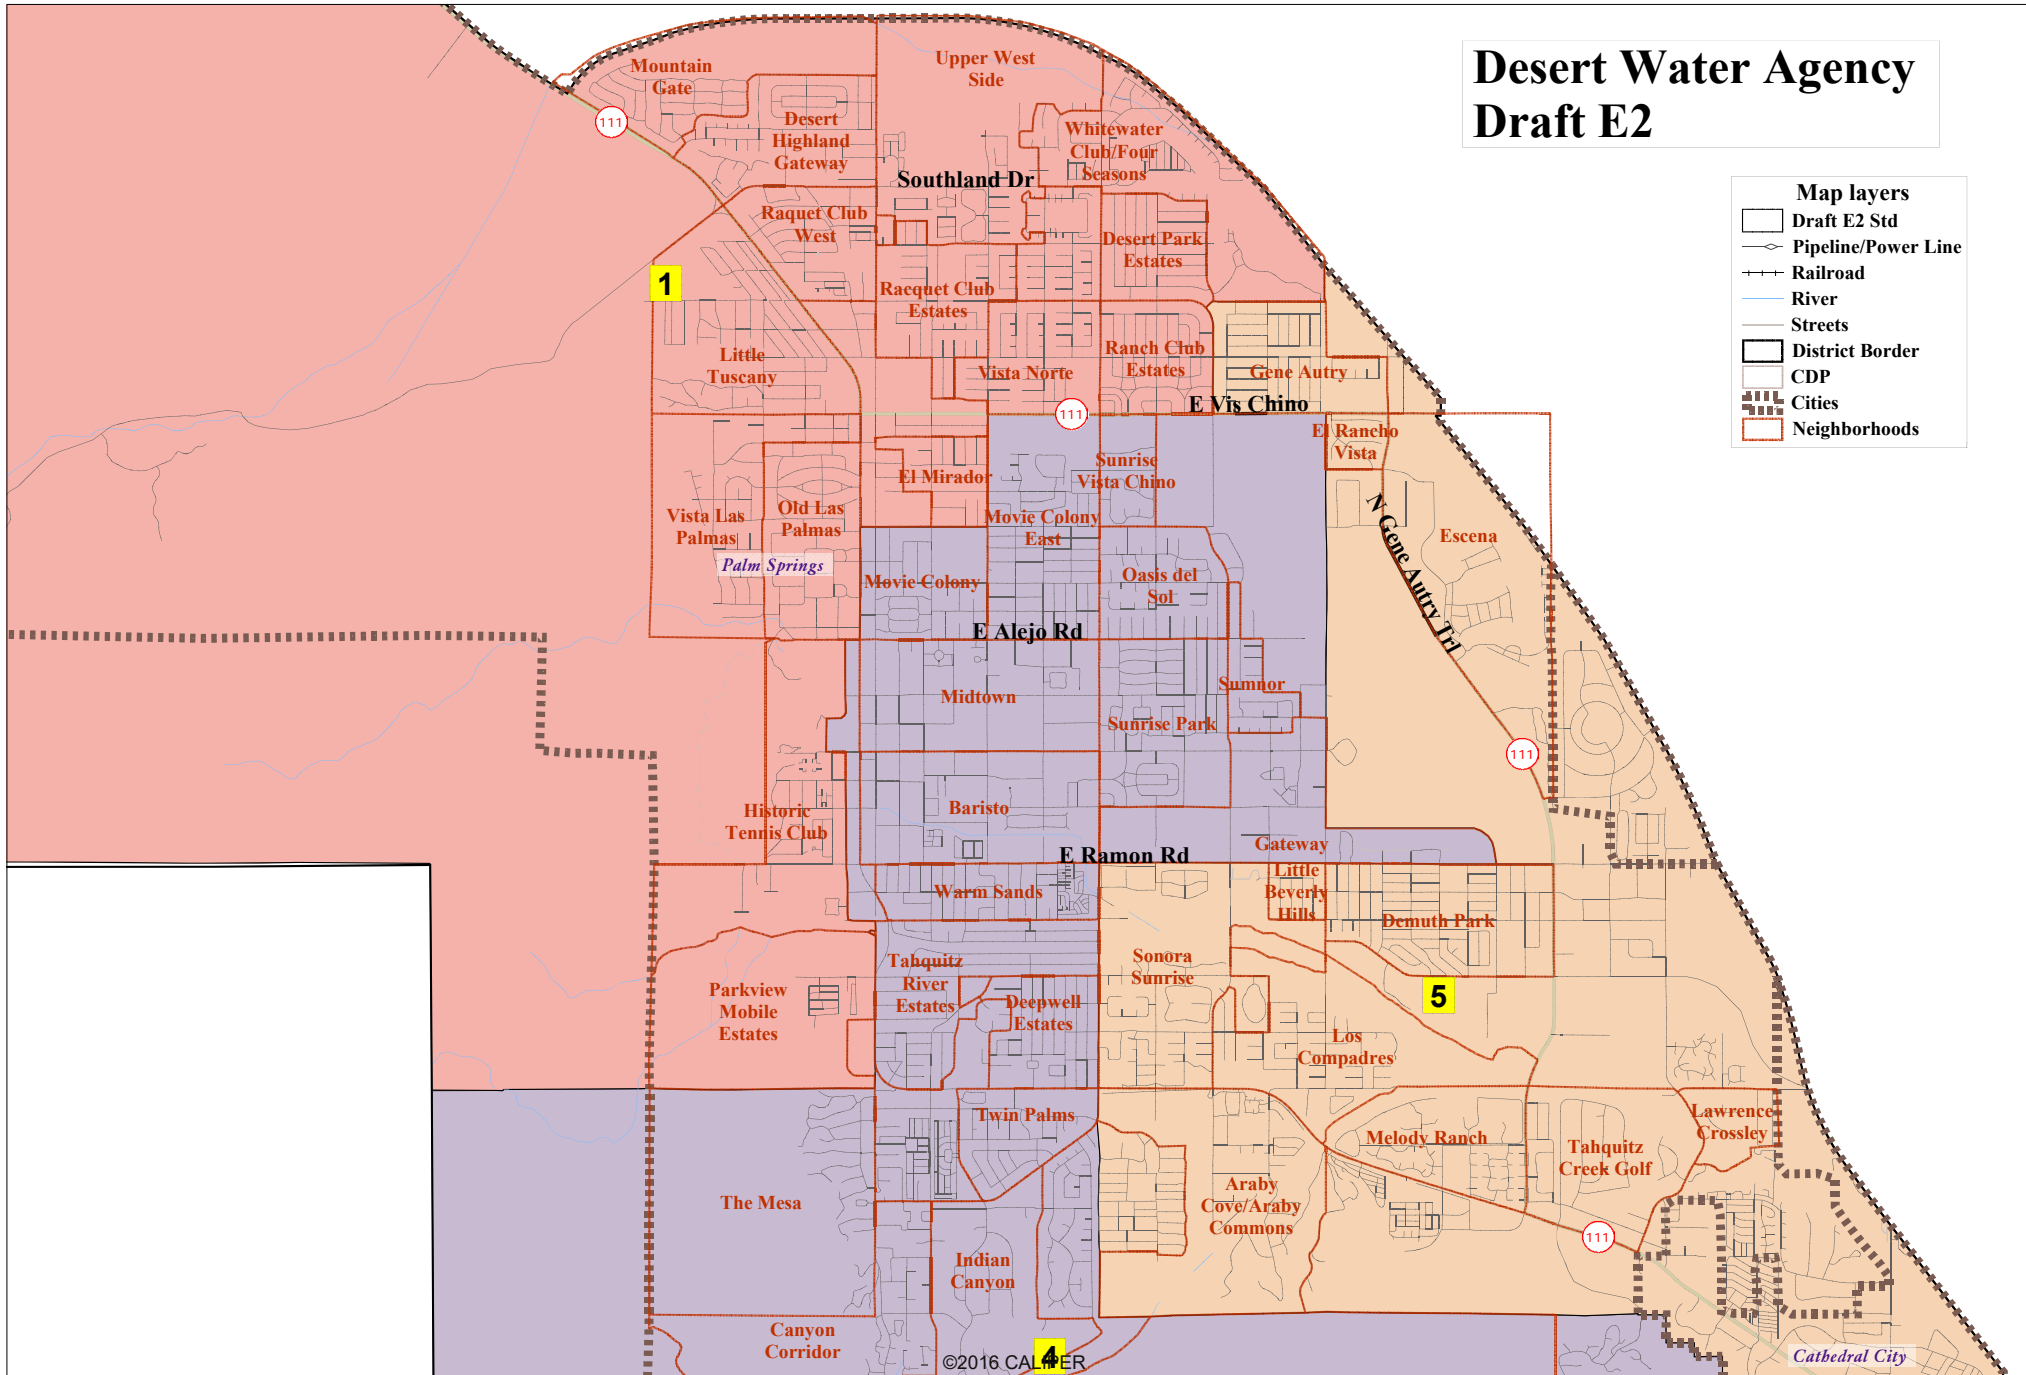 Desert Water Agency
Draft E2
Map layers
Draft E2 Std
Pipeline/Power Line
Railroad
River
Streets
District Border
CDP
Cities
Neighborhoods
Mountain
Gate
Upper West
Side
111
Desert
Highland
Gateway
Whitewater
Club/Four
Seasons
Southland Dr
Raquet Club
West
Desert Park
Estates
1
Racquet Club
Estates
Little
Tuscany
Vista Norte
Ranch Club
Estates
Gene Autry
E Vis Chino
111
El Rancho
Vista
El Mirador
Sunrise
Vista Chino
Vista Las
Palmas
Old Las
Palmas
Movie Colony
East
N Gene Autry Trl
Escena
Palm Springs
Movie Colony
Oasis del
Sol
E Alejo Rd
Midtown
Sumnor
Sunrise Park
111
Historic
Tennis Club
Baristo
Gateway
E Ramon Rd
Warm Sands
Little
Beverly
Hills
Demuth Park
Tahquitz
River
Estates
Sonora
Sunrise
Parkview
Mobile
Estates
Deepwell
Estates
5
Los
Compadres
Twin Palms
Melody Ranch
Lawrence
Crossley
Tahquitz
Creek Golf
The Mesa
Araby
Cove/Araby
Commons
111
Indian
Canyon
Canyon
Corridor
4
©2016 CALIPER
Cathedral City